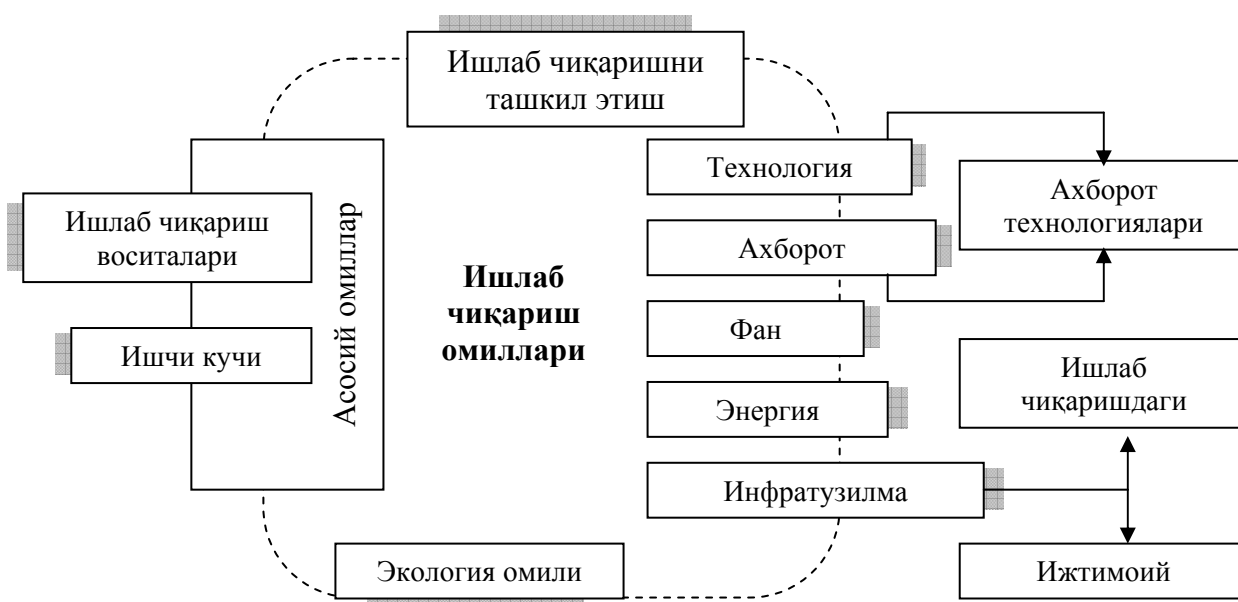 Ишлаб чиқаришни
ташкил этиш
Технология
Ахборот
технологиялари
Ишлаб чиқариш
воситалари
Асосий омиллар
Ахборот
Ишлаб
чиқариш
омиллари
Фан
Ишчи кучи
Ишлаб
чиқаришдаги
Энергия
Инфратузилма
Экология омили
Ижтимоий